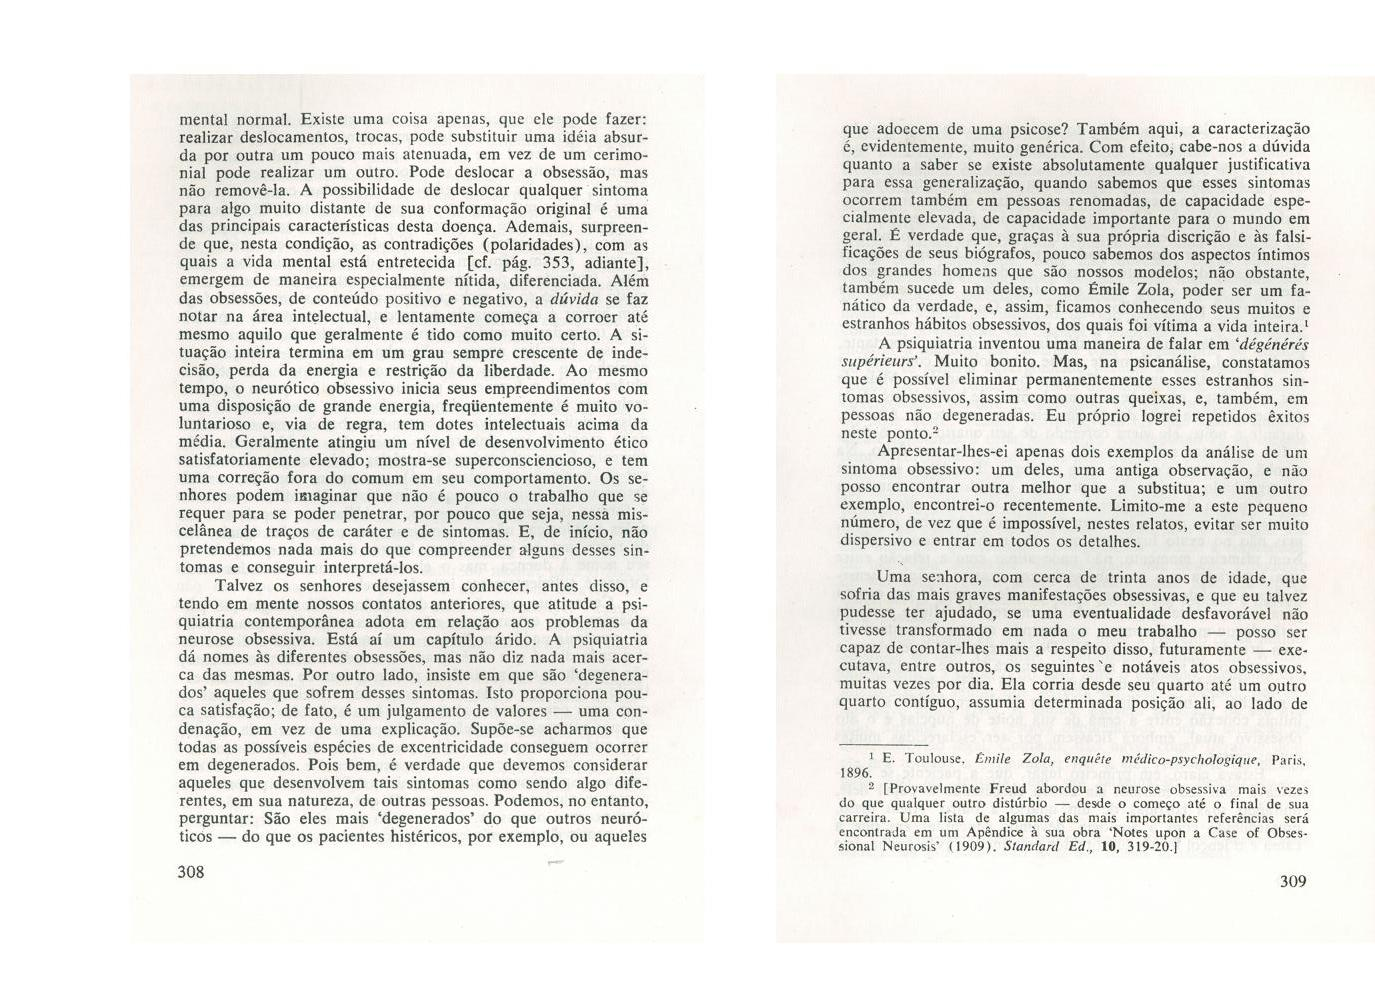 mental normal. Existe uma coisa apenas, que ele pode fazer:
realizar deslocamentos, trocas, pode substituir uma idéia absur-
da por outra um pouco mais atenuada, em vez de um cerimo-
nial pode realizar um outro. Pode deslocar a obsessão, mas
não removê-la. A possibilidade de deslocar qualquer sintoma
para algo muito distante de sua conformação original é uma
das principais características desta doença. Ademais, surpreen-
de que, nesta condição, as contradições (polaridades), com as
quais a vida mental está entretecida [cf. pág. 353, adiante],
emergem de maneira especialmente nítida, diferenciada. Além
das obsessões, de conteúdo positivo e negativo, a dúvida se faz
notar na área intelectual, e lentamente começa a corroer até
mesmo aquilo que geralmente é tido como muito certo. A si-
tuação inteira termina em um grau sempre crescente de inde-
cisão, perda da energia e restrição da liberdade. Ao mesmo
tempo, o neurótico obsessivo inicia seus empreendimentos com
uma disposição de grande energia, freqüentemente é muito vo-
luntarioso e, via de regra, tem dotes intelectuais acima da
média. Geralmente atingiu um nível de desenvolvimento ético
satisfatoriamente elevado; mostra-se superconsciencioso, e tem
uma correção fora do comum em seu comportamento. Os se-
nhores podem imaginar que não é pouco o trabalho que se
requer para se poder penetrar, por pouco que seja, nessa mis-
celânea de traços de caráter e de sintomas. E, de início, não
pretendemos nada mais do que compreender alguns desses sin-
tomas e conseguir interpretá-los.
Talvez os senhores desejassem conhecer, antes disso, e
tendo em mente nossos contatos anteriores, que atitude a psi-
quiatria contemporânea adota em relação aos problemas da
neurose obsessiva. Está aí um capítulo árido. A psiquiatria
dá nomes às diferentes obsessões, mas não diz nada mais acer-
ca das mesmas. Por outro lado, insiste em que são 'degenera-
dos' aqueles que sofrem desses sintomas. Isto proporciona pou-
ca satisfação; de fato, é um julgamento de valores — uma con-
denação, em vez de uma explicação. Supõe-se acharmos que
todas as possíveis espécies de excentricidade conseguem ocorrer
em degenerados. Pois bem, é verdade que devemos considerar
aqueles que desenvolvem tais sintomas como sendo algo dife-
rentes, em sua natureza, de outras pessoas. Podemos, no entanto,
perguntar: São eles mais 'degenerados' do que outros neuró-
ticos — do que os pacientes histéricos, por exemplo, ou aqueles
308
que adoecem de uma psicose? Também aqui, a caracterização
é, evidentemente, muito genérica. Com efeito, cabe-nos a dúvida
quanto a saber se existe absolutamente qualquer justificativa
para essa generalização, quando sabemos que esses sintomas
ocorrem também em pessoas renomadas, de capacidade espe-
cialmente elevada, de capacidade importante para o mundo em
geral. É verdade que, graças à sua própria discrição e às falsi-
ficações de seus biógrafos, pouco sabemos dos aspectos íntimos
dos grandes homens que são nossos modelos; não obstante,
também sucede um deles, como Émile Zola, poder ser um fa-
nático da verdade, e, assim, ficamos conhecendo seus muitos e
estranhos hábitos obsessivos, dos quais foi vítima a vida inteira.¹
A psiquiatria inventou uma maneira de falar em 'dégénérés
supérieurs'. Muito bonito. Mas, na psicanálise, constatamos
que é possível eliminar permanentemente esses estranhos sin-
tomas obsessivos, assim como outras queixas, e, também, em
pessoas não degeneradas. Eu próprio logrei repetidos êxitos
neste ponto.²
Apresentar-lhes-ei apenas dois exemplos da análise de um
sintoma obsessivo: um deles, uma antiga observação, e não
posso encontrar outra melhor que a substitua; e um outro
exemplo, encontrei-o recentemente. Limito-me a este pequeno
número, de vez que é impossível, nestes relatos, evitar ser muito
dispersivo e entrar em todos os detalhes.
Uma senhora, com cerca de trinta anos de idade, que
sofria das mais graves manifestações obsessivas, e que eu talvez
pudesse ter ajudado, se uma eventualidade desfavorável não
tivesse transformado em nada o meu trabalho — posso ser
capaz de contar-lhes mais a respeito disso, futuramente — exe-
cutava, entre outros, os seguintes e notáveis atos obsessivos,
muitas vezes por dia. Ela corria desde seu quarto até um outro
quarto contíguo, assumia determinada posição ali, ao lado de
¹ E. Toulouse, Émile Zola, enquête médico-psychologique, Paris,
1896.
² [Provavelmente Freud abordou a neurose obsessiva mais vezes
do que qualquer outro distúrbio — desde o começo até o final de sua
carreira. Uma lista de algumas das mais importantes referências será
encontrada em um Apêndice à sua obra 'Notes upon a Case of Obses-
sional Neurosis' (1909). Standard Ed., 10, 319-20.]
309